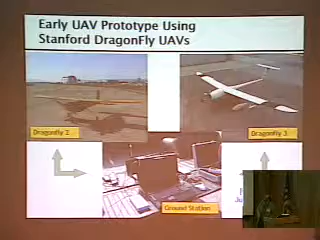 Early UAV Prototype Using
Stanford DragonFly UAVs
Dragonfly 2
Dragonfly 3
Ground Station